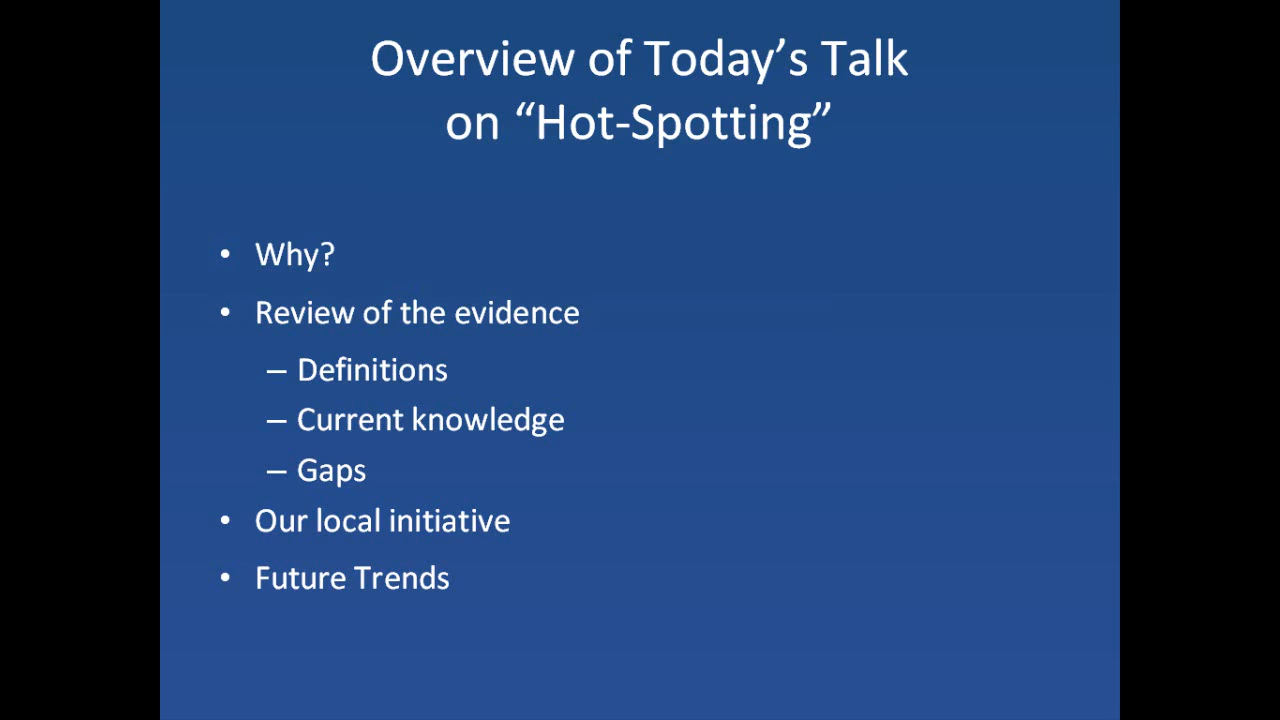 Overview of Today’s Talk
on “Hot-Spotting”
• Why?
• Review of the evidence
– Definitions
– Current knowledge
– Gaps
• Our local initiative
• Future Trends